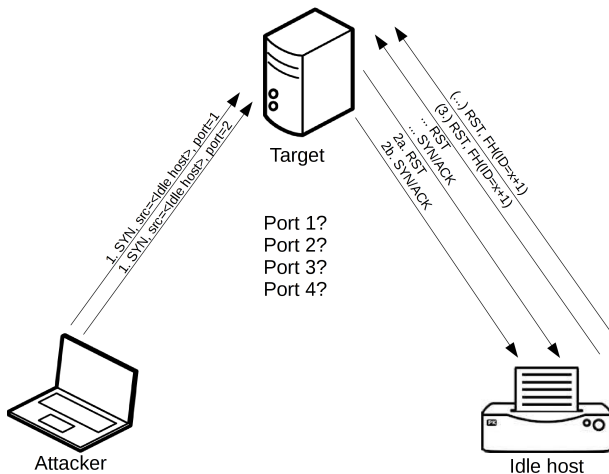 1. SYN, src=<Idle host>, port=1
1. SYN, src=<Idle host>, port=2
Target
(...) RST, FH(ID=x+1)
(3.) RST, FH(ID=x+1)
... RST
... SYN/ACK
2a. RST
2b. SYN/ACK
Port 1?
Port 2?
Port 3?
Port 4?
Attacker
Idle host